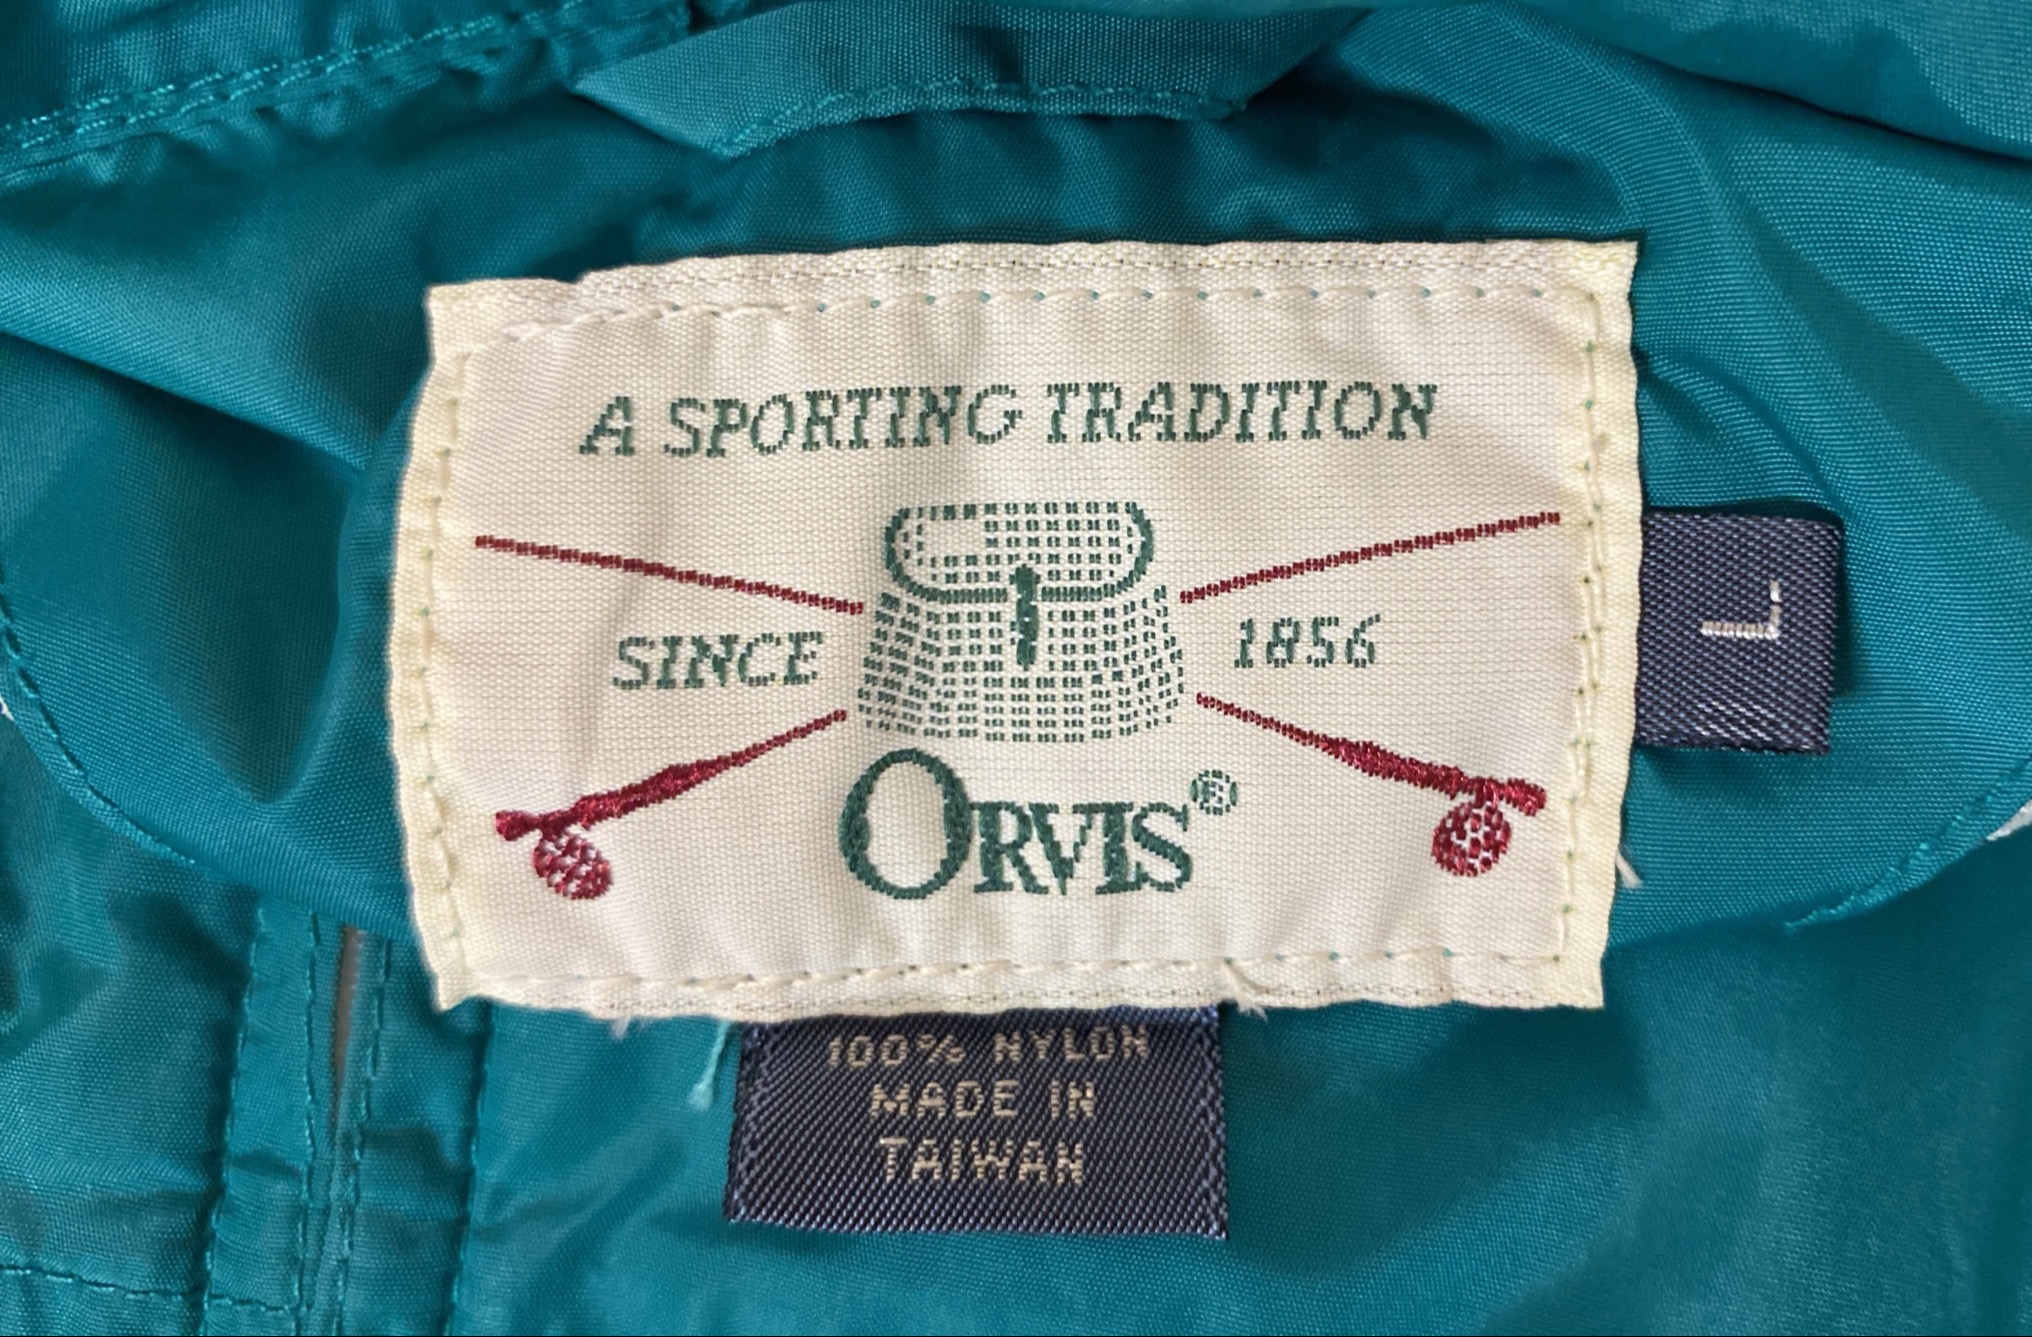 A SPORTING TRADITION
SINCE 1856
ORVIS®
L
100% NYLON
MADE IN
TAIWAN